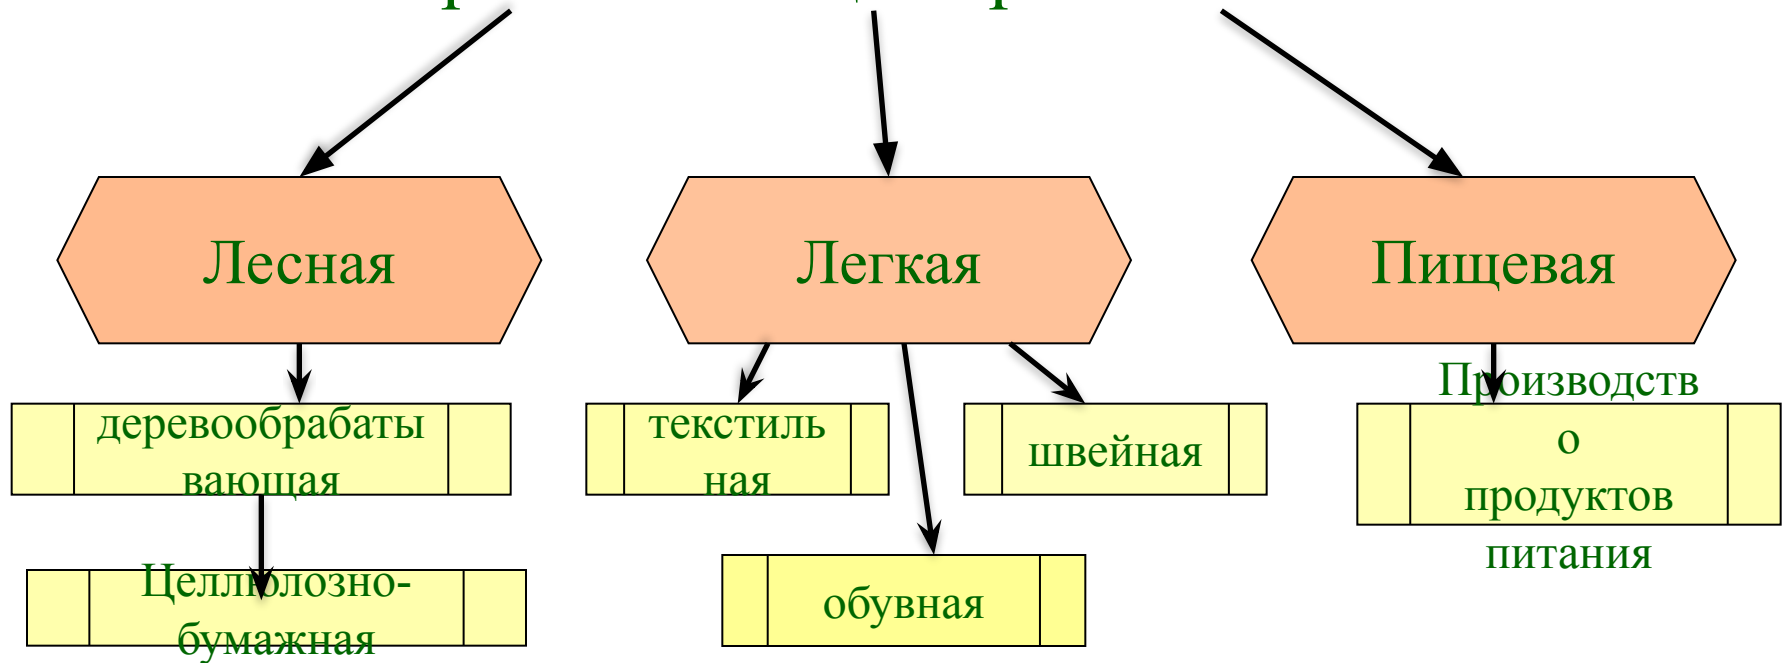 Лесная
Легкая
Пищевая
деревообрабаты
вающая
Целлюлозно-
бумажная
текстиль
ная
обувная
швейная
Производств
о
продуктов
питания